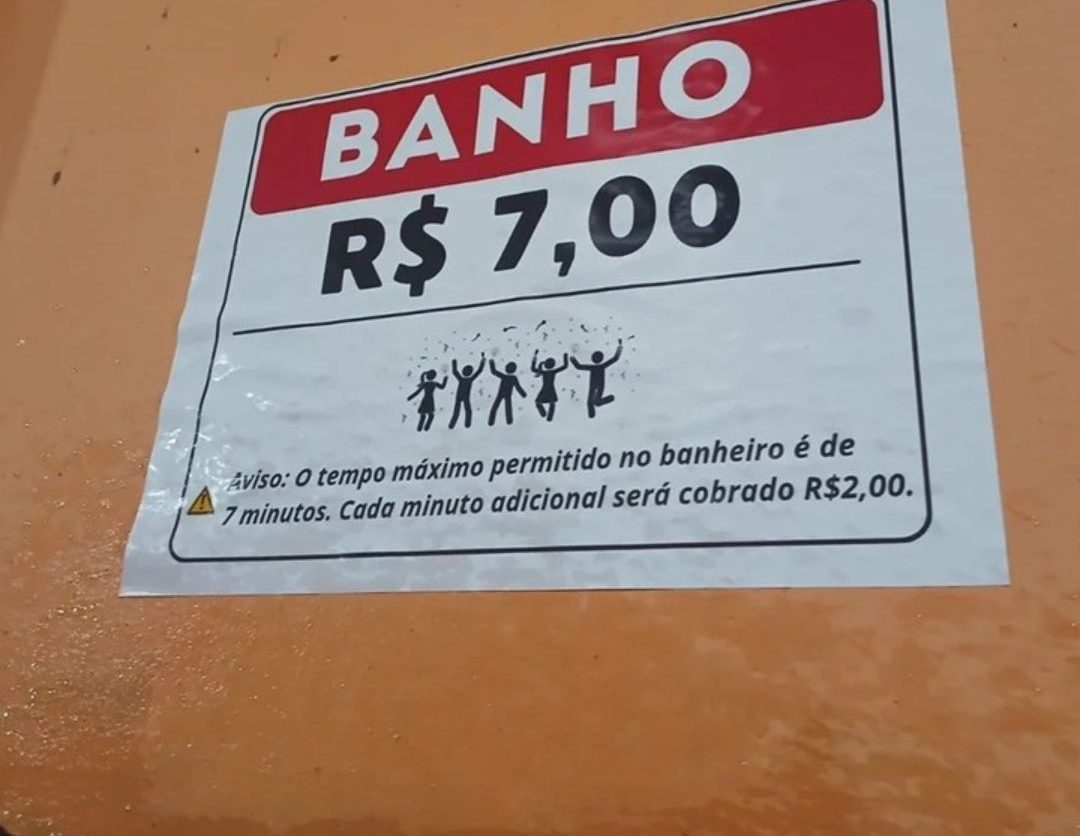 BANHO
R$ 7,00
Aviso: O tempo máximo permitido no banheiro é de
7 minutos. Cada minuto adicional será cobrado R$2,00.